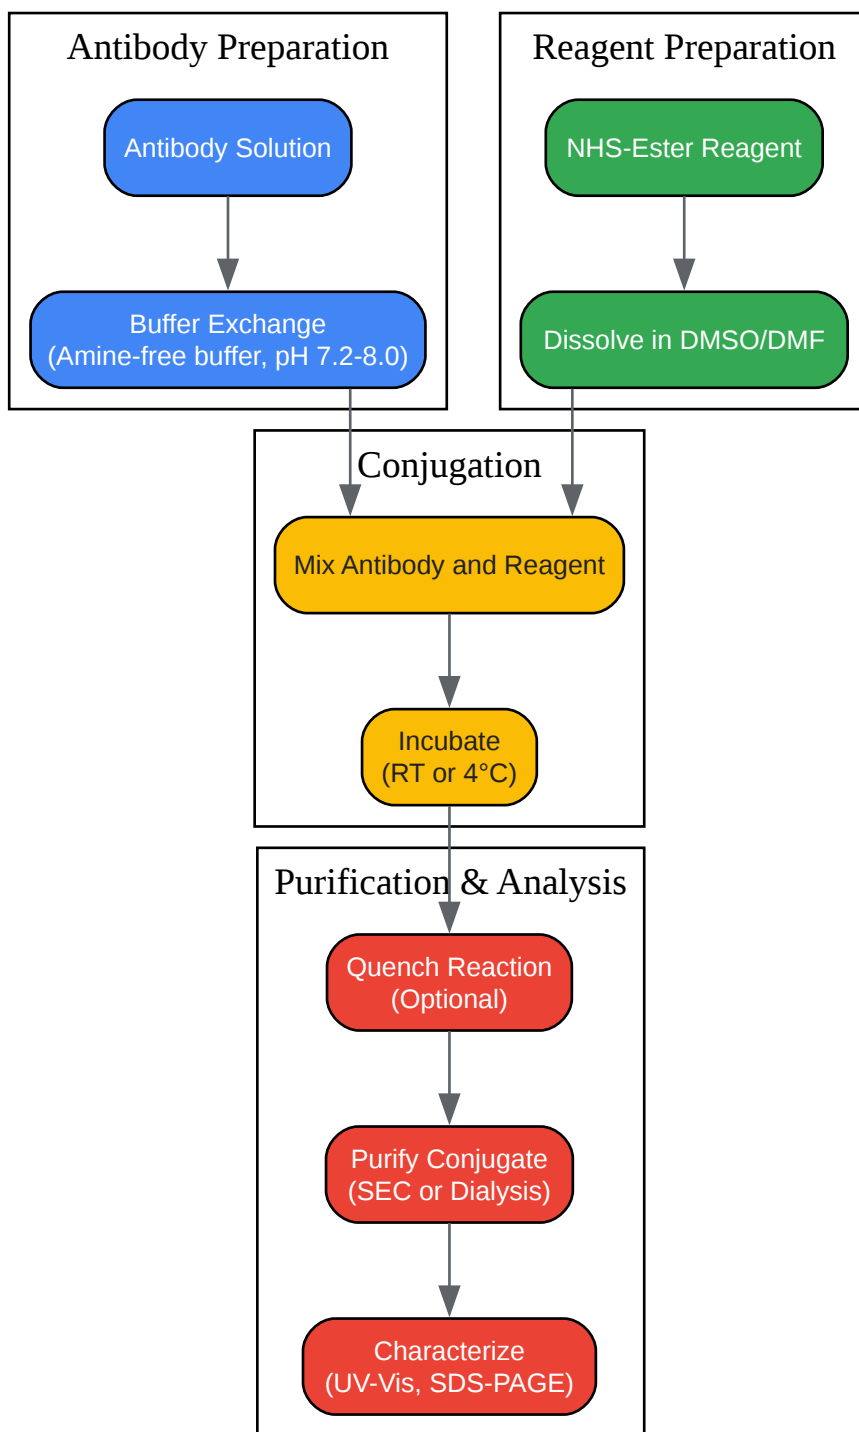 Antibody Preparation
Antibody Solution
Buffer Exchange
(Amine-free buffer, pH 7.2-8.0)
Reagent Preparation
NHS-Ester Reagent
Dissolve in DMSO/DMF
Conjugation
Mix Antibody and Reagent
Incubate
(RT or 4°C)
Purification & Analysis
Quench Reaction
(Optional)
Purify Conjugate
(SEC or Dialysis)
Characterize
(UV-Vis, SDS-PAGE)